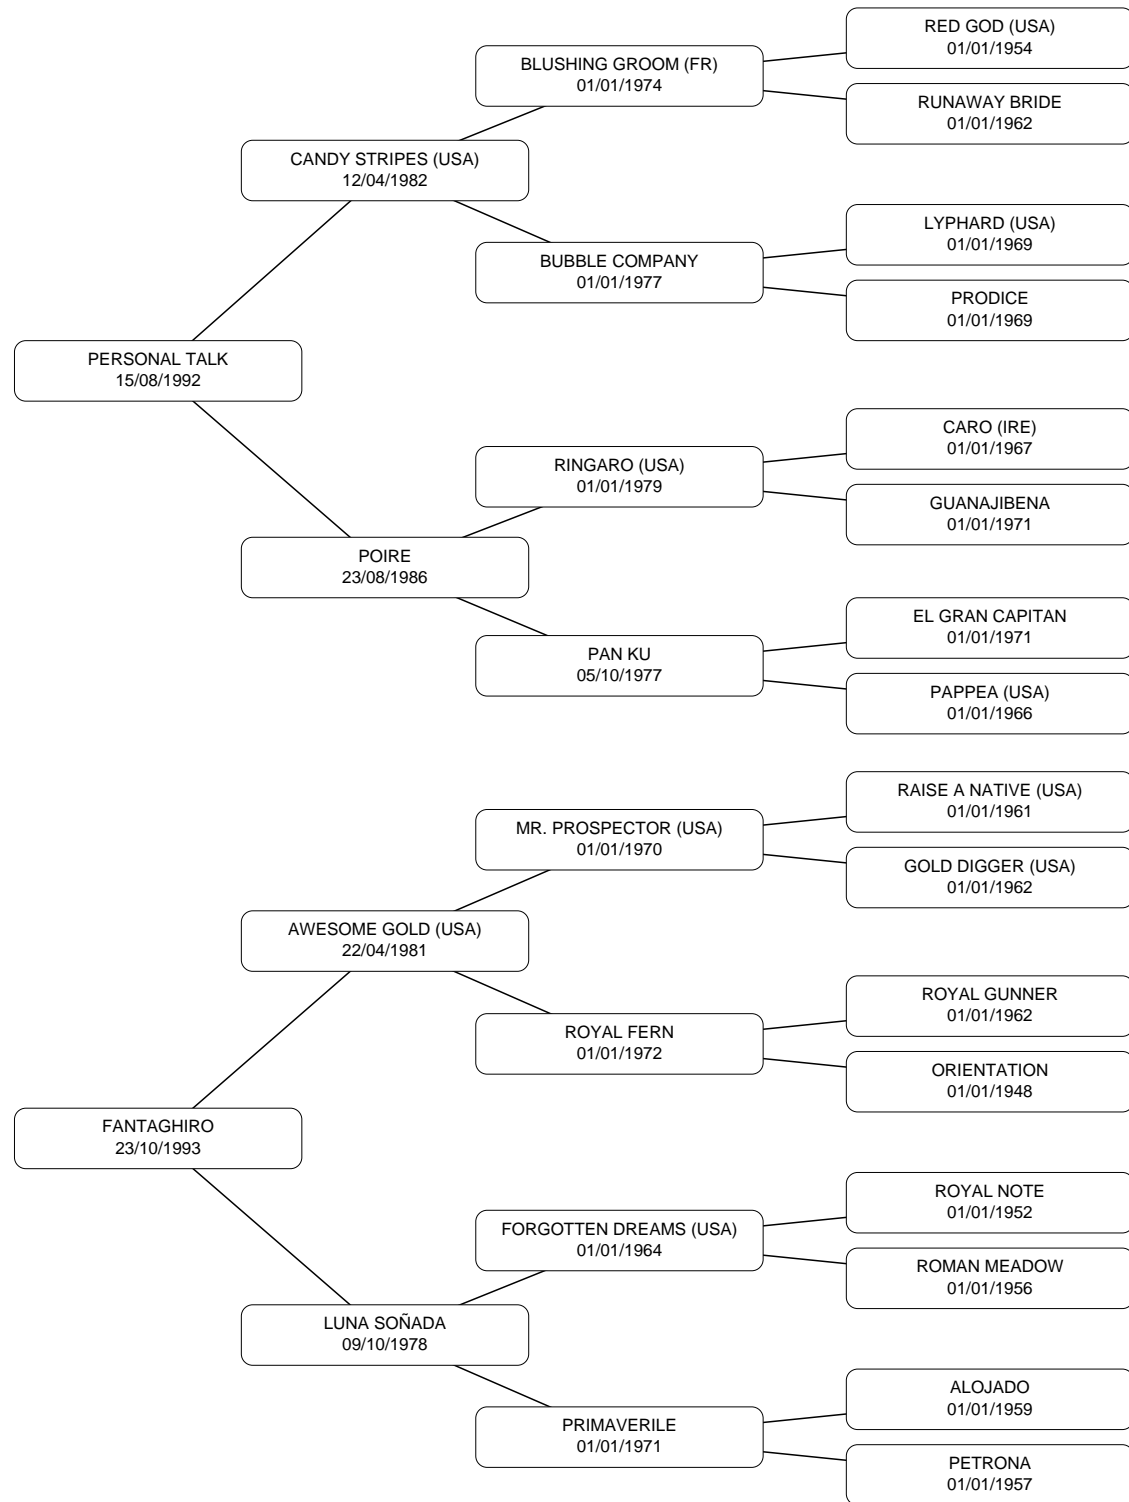 RED GOD (USA)
01/01/1954
BLUSHING GROOM (FR)
01/01/1974
RUNAWAY BRIDE
01/01/1962
CANDY STRIPES (USA)
12/04/1982
LYPHARD (USA)
01/01/1969
BUBBLE COMPANY
01/01/1977
PRODICE
01/01/1969
PERSONAL TALK
15/08/1992
CARO (IRE)
01/01/1967
RINGARO (USA)
01/01/1979
GUANAJIBENA
01/01/1971
POIRE
23/08/1986
EL GRAN CAPITAN
01/01/1971
PAN KU
05/10/1977
PAPPEA (USA)
01/01/1966
RAISE A NATIVE (USA)
01/01/1961
MR. PROSPECTOR (USA)
01/01/1970
GOLD DIGGER (USA)
01/01/1962
AWESOME GOLD (USA)
22/04/1981
ROYAL GUNNER
01/01/1962
ROYAL FERN
01/01/1972
ORIENTATION
01/01/1948
FANTAGHIRO
23/10/1993
ROYAL NOTE
01/01/1952
FORGOTTEN DREAMS (USA)
01/01/1964
ROMAN MEADOW
01/01/1956
LUNA SOÑADA
09/10/1978
ALOJADO
01/01/1959
PRIMAVERILE
01/01/1971
PETRONA
01/01/1957